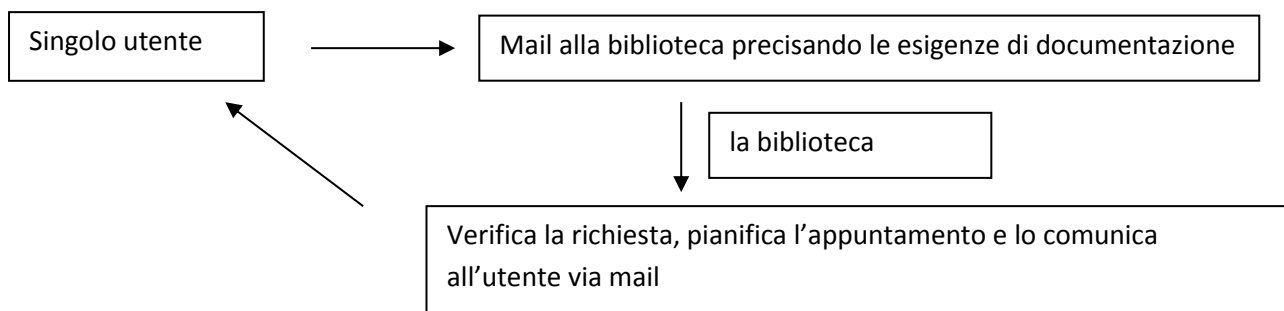 Singolo utente
Mail alla biblioteca precisando le esigenze di documentazione
la biblioteca
Verifica la richiesta, pianifica l’appuntamento e lo comunica
all’utente via mail